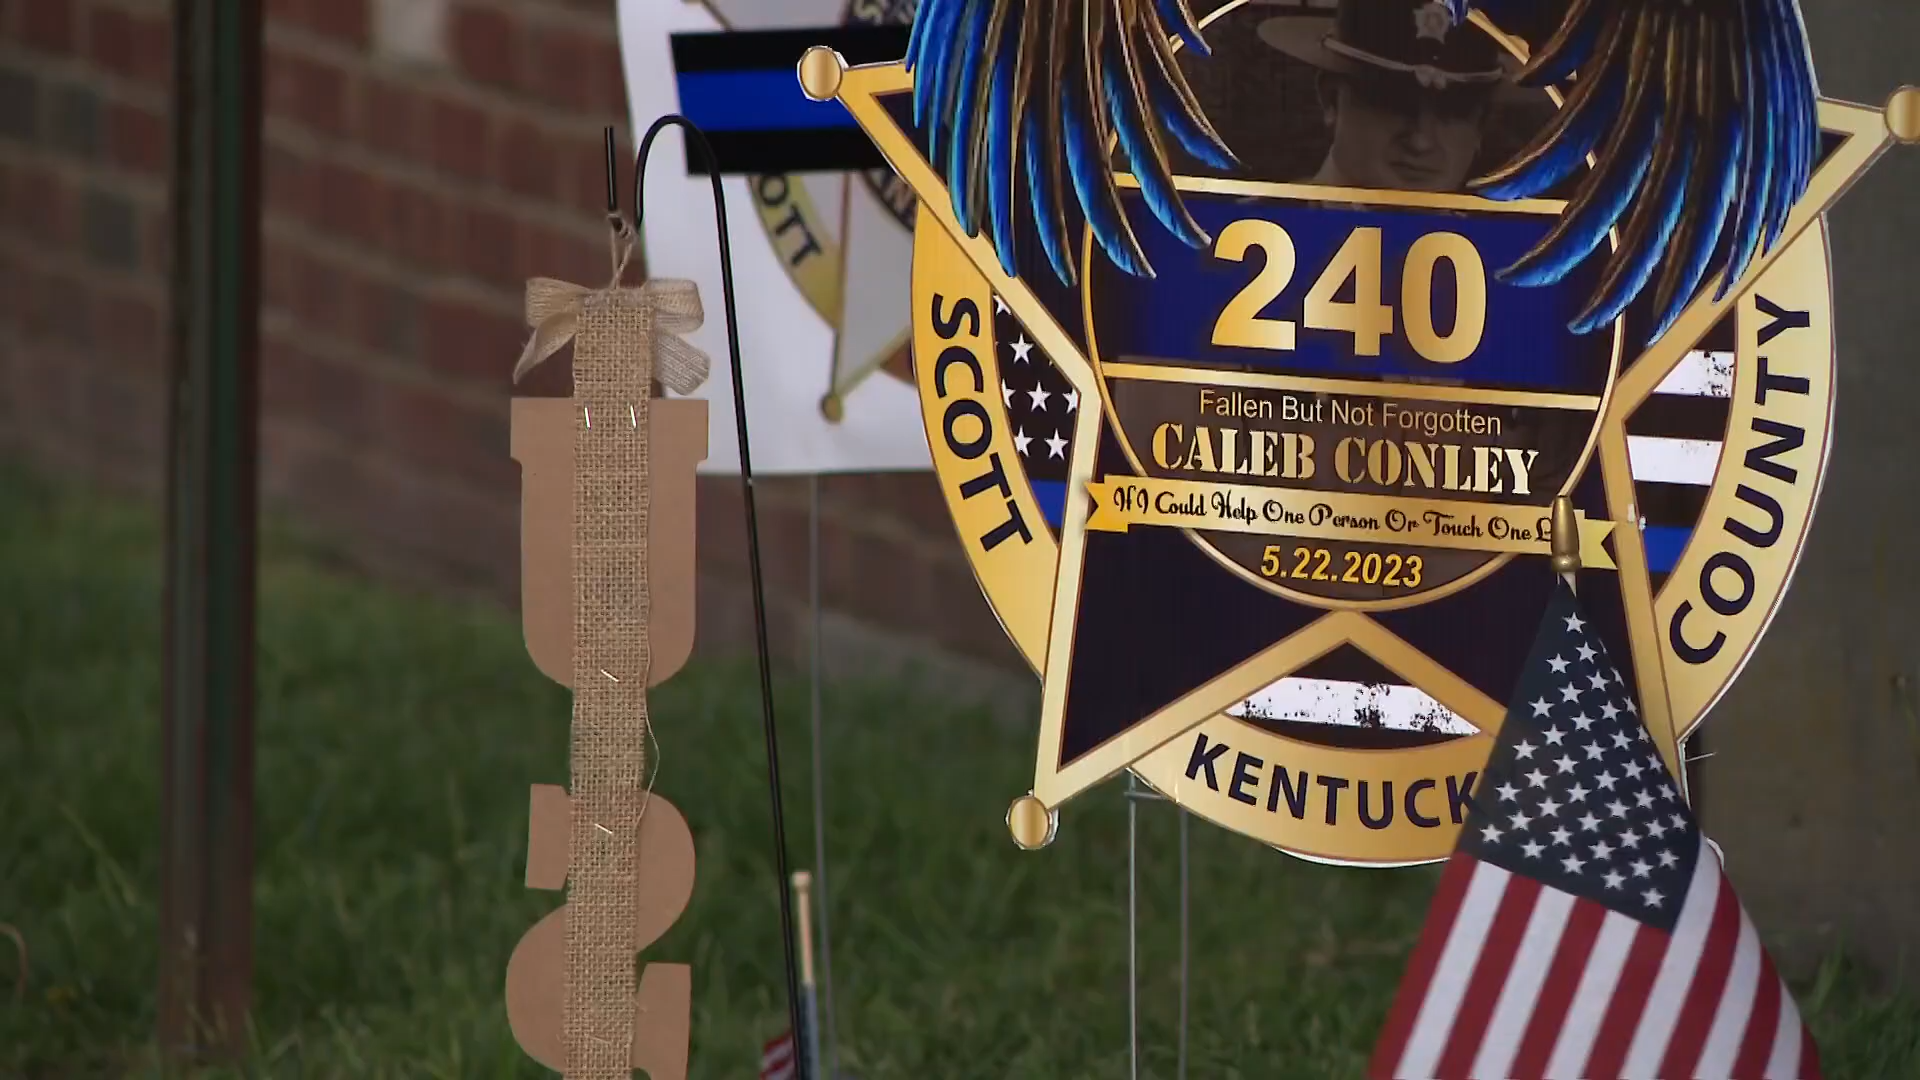 240
Fallen But Not Forgotten
CALEB CONLEY
If I Could Help One Person Or Touch One
5.22.2023
SCOTT
COUNTY
KENTUCK
OTT
U
S